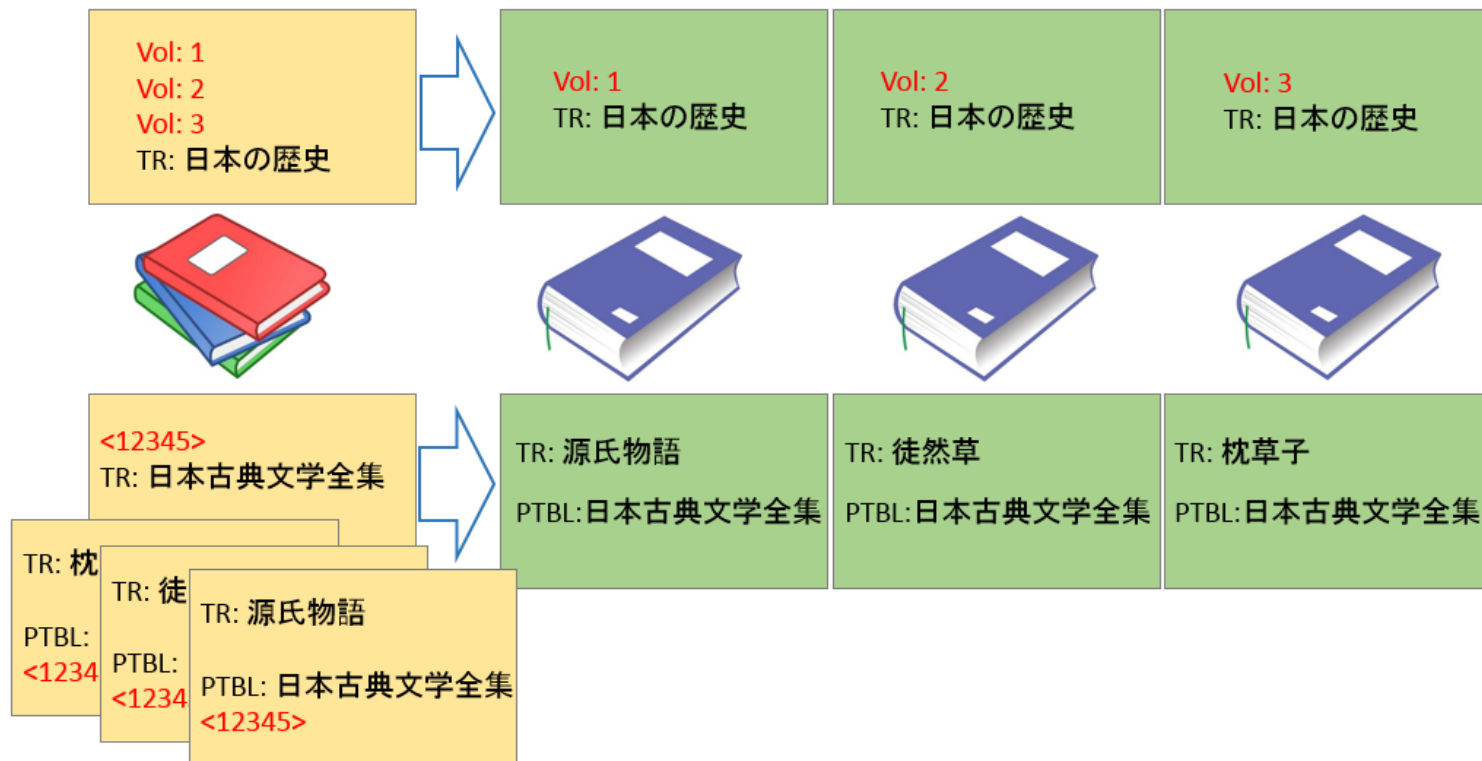 Vol: 1
Vol: 2
Vol: 3
TR: 日本の歴史
Vol: 1
TR: 日本の歴史
Vol: 2
TR: 日本の歴史
Vol: 3
TR: 日本の歴史
<12345>
TR: 日本古典文学全集
TR: 枕
PTBL:
<1234
TR: 徒
PTBL:
<1234
TR: 源氏物語
PTBL: 日本古典文学全集
<12345>
TR: 源氏物語
PTBL:日本古典文学全集
TR: 徒然草
PTBL:日本古典文学全集
TR: 枕草子
PTBL:日本古典文学全集